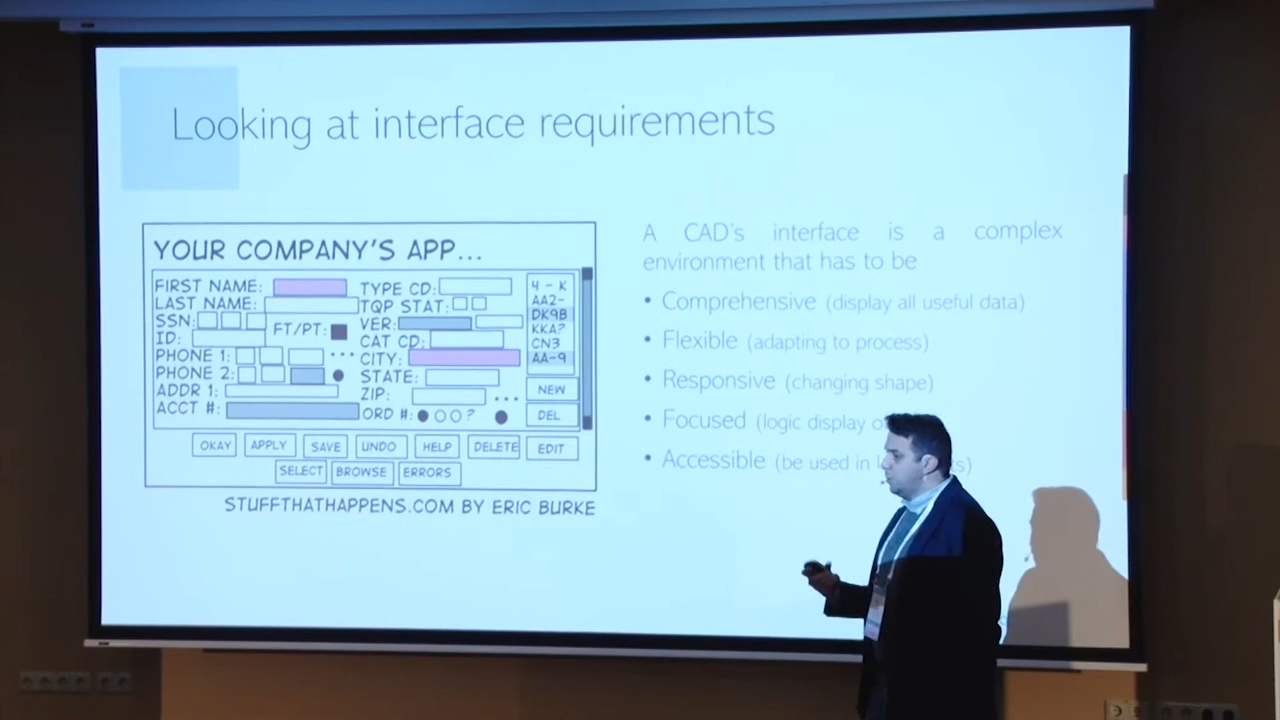 Looking at interface requirements
YOUR COMPANY'S APP...
FIRST NAME:
LAST NAME:
SSN:
FT/PT:
ID:
PHONE 1:
PHONE 2:
ADDR 1:
ACCT #:
TYPE CD:
TQP STAT:
VER:
CAT CD:
CITY:
STATE:
ZIP:
ORD #: ?
4 - K
AA2-
DK9B
KKA?
CN3
AA-9
NEW
DEL
OKAY APPLY SAVE UNDO HELP DELETE EDIT
SELECT BROWSE ERRORS
STUFFTHATHAPPENS.COM BY ERIC BURKE
A CAD's interface is a complex
environment that has to be
• Comprehensive (display all useful data)
• Flexible (adapting to process)
• Responsive (changing shape)
• Focused (logic display
• Accessible (be used in